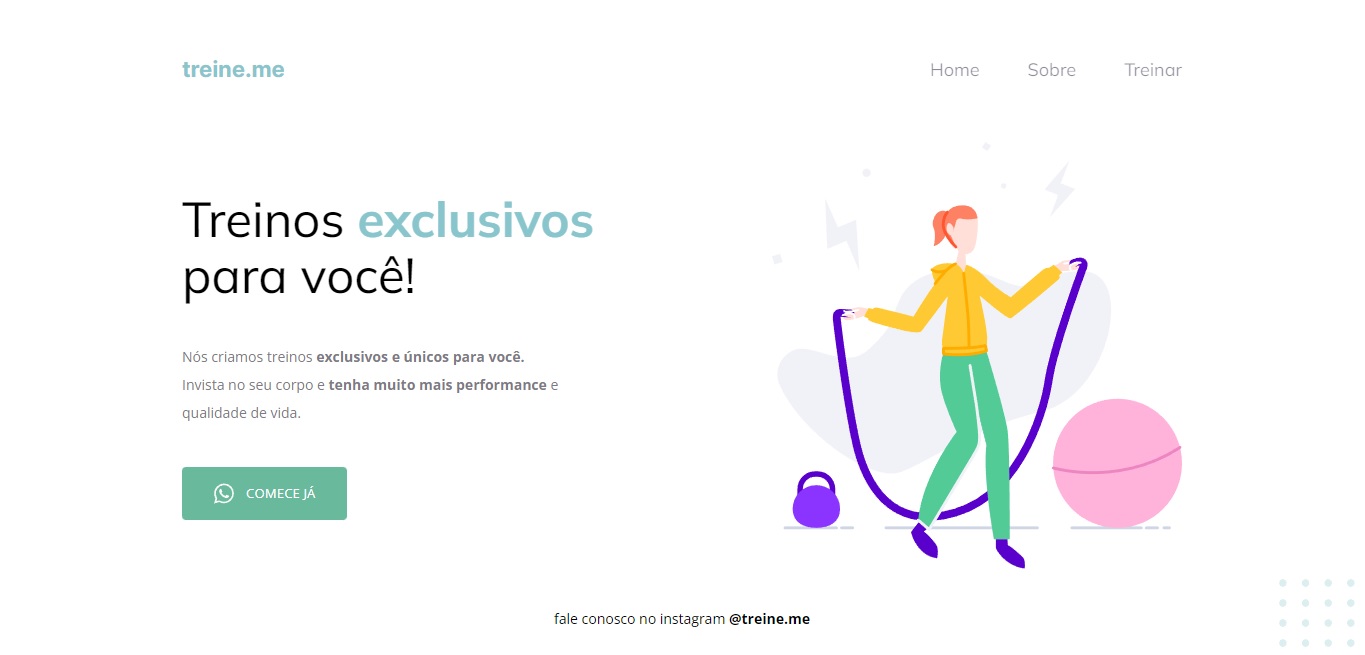 treine.me
Home Sobre Treinar
Treinos exclusivos
para você!
Nós criamos treinos exclusivos e únicos para você.
Invista no seu corpo e tenha muito mais performance e
qualidade de vida.
COMECE JÁ
fale conosco no instagram @treine.me